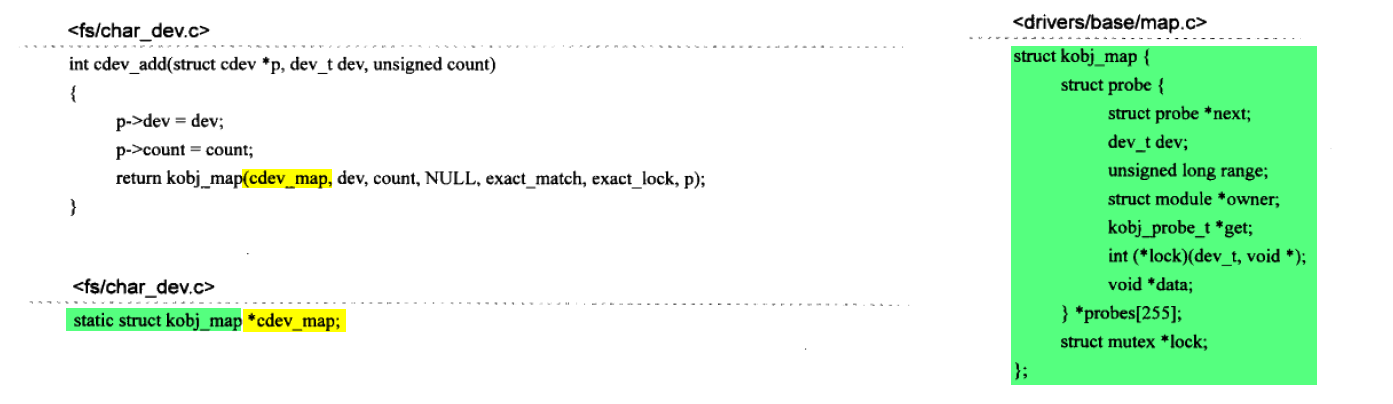 <fs/char_dev.c>
int cdev_add(struct cdev *p, dev_t dev, unsigned count)
{
p->dev = dev;
p->count = count;
return kobj_map(cdev_map, dev, count, NULL, exact_match, exact_lock, p);
}
<fs/char_dev.c>
static struct kobj_map *cdev_map;
<drivers/base/map.c>
struct kobj_map {
struct probe {
struct probe *next;
dev_t dev;
unsigned long range;
struct module *owner;
kobj_probe_t *get;
int (*lock)(dev_t, void *);
void *data;
} *probes[255];
struct mutex *lock;
};